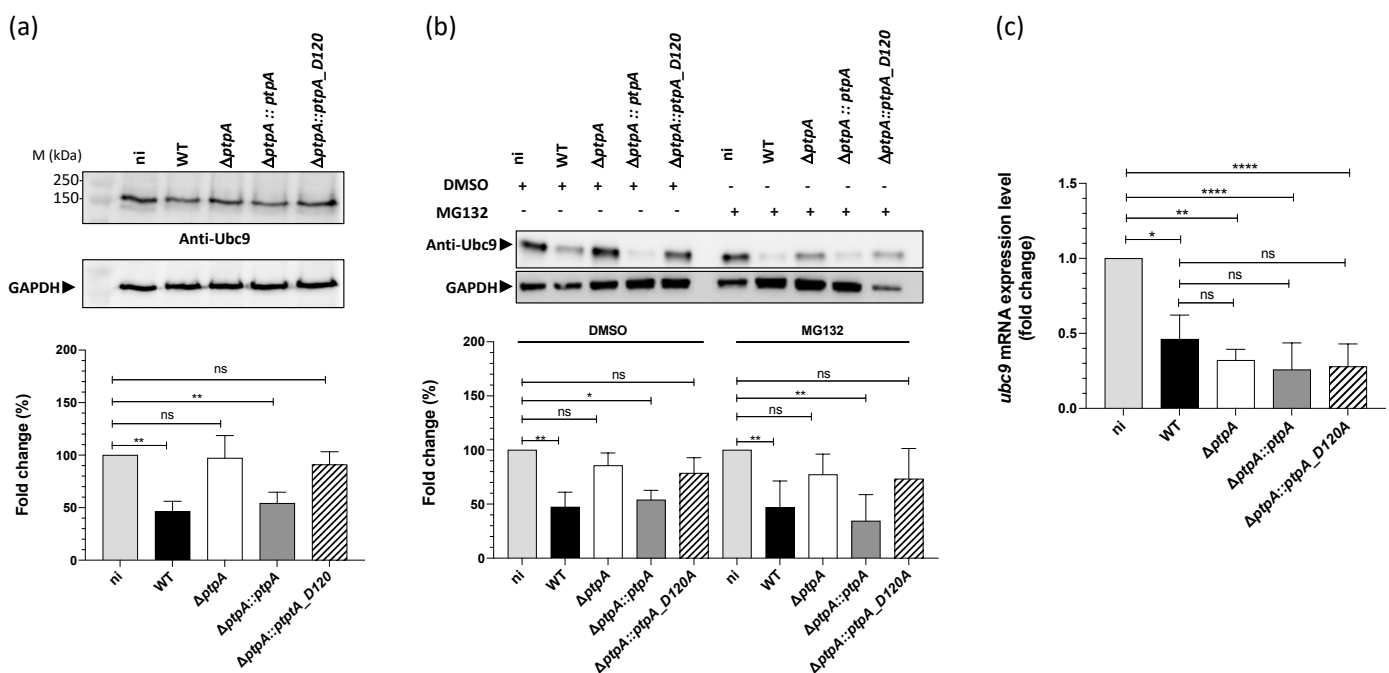 (a)
M (kDa)
ni
WT
ΔptpA
ΔptpA :: ptpA
ΔptpA::ptpA_D120
250
150
Anti-Ubc9
GAPDH
Fold change (%)
200
150
100
50
0
ns
**
ns
**
ni
WT
ΔptpA
ΔptpA::ptpA
ΔptpA::ptptA_D120
(b)
ni
WT
ΔptpA
ΔptpA :: ptpA
ΔptpA::ptpA_D120
ni
WT
ΔptpA
ΔptpA :: ptpA
ΔptpA::ptpA_D120
DMSO + + + + + - - - - -
MG132 - - - - - + + + + +
Anti-Ubc9
GAPDH
DMSO
MG132
Fold change (%)
200
150
100
50
0
ns
*
ns
**
ns
**
ns
**
ni
WT
ΔptpA
ΔptpA::ptpA
ΔptpA::ptpA_D120A
ni
WT
ΔptpA
ΔptpA::ptpA
ΔptpA::ptpA_D120A
(c)
ubc9 mRNA expression level
(fold change)
1.5
1.0
0.5
0.0
****
****
**
*
ns
ns
ns
ni
WT
ΔptpA
ΔptpA::ptpA
ΔptpA::ptpA_D120A